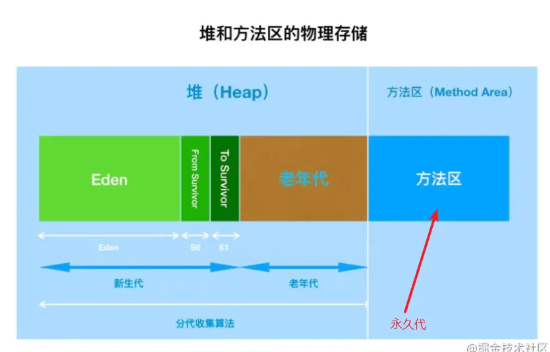 堆和方法区的物理存储
堆（Heap）
方法区（Method Area）
Eden
From Survivor
To Survivor
老年代
方法区
Eden
S0
S1
新生代
老年代
分代收集算法
永久代
@掘金技术社区